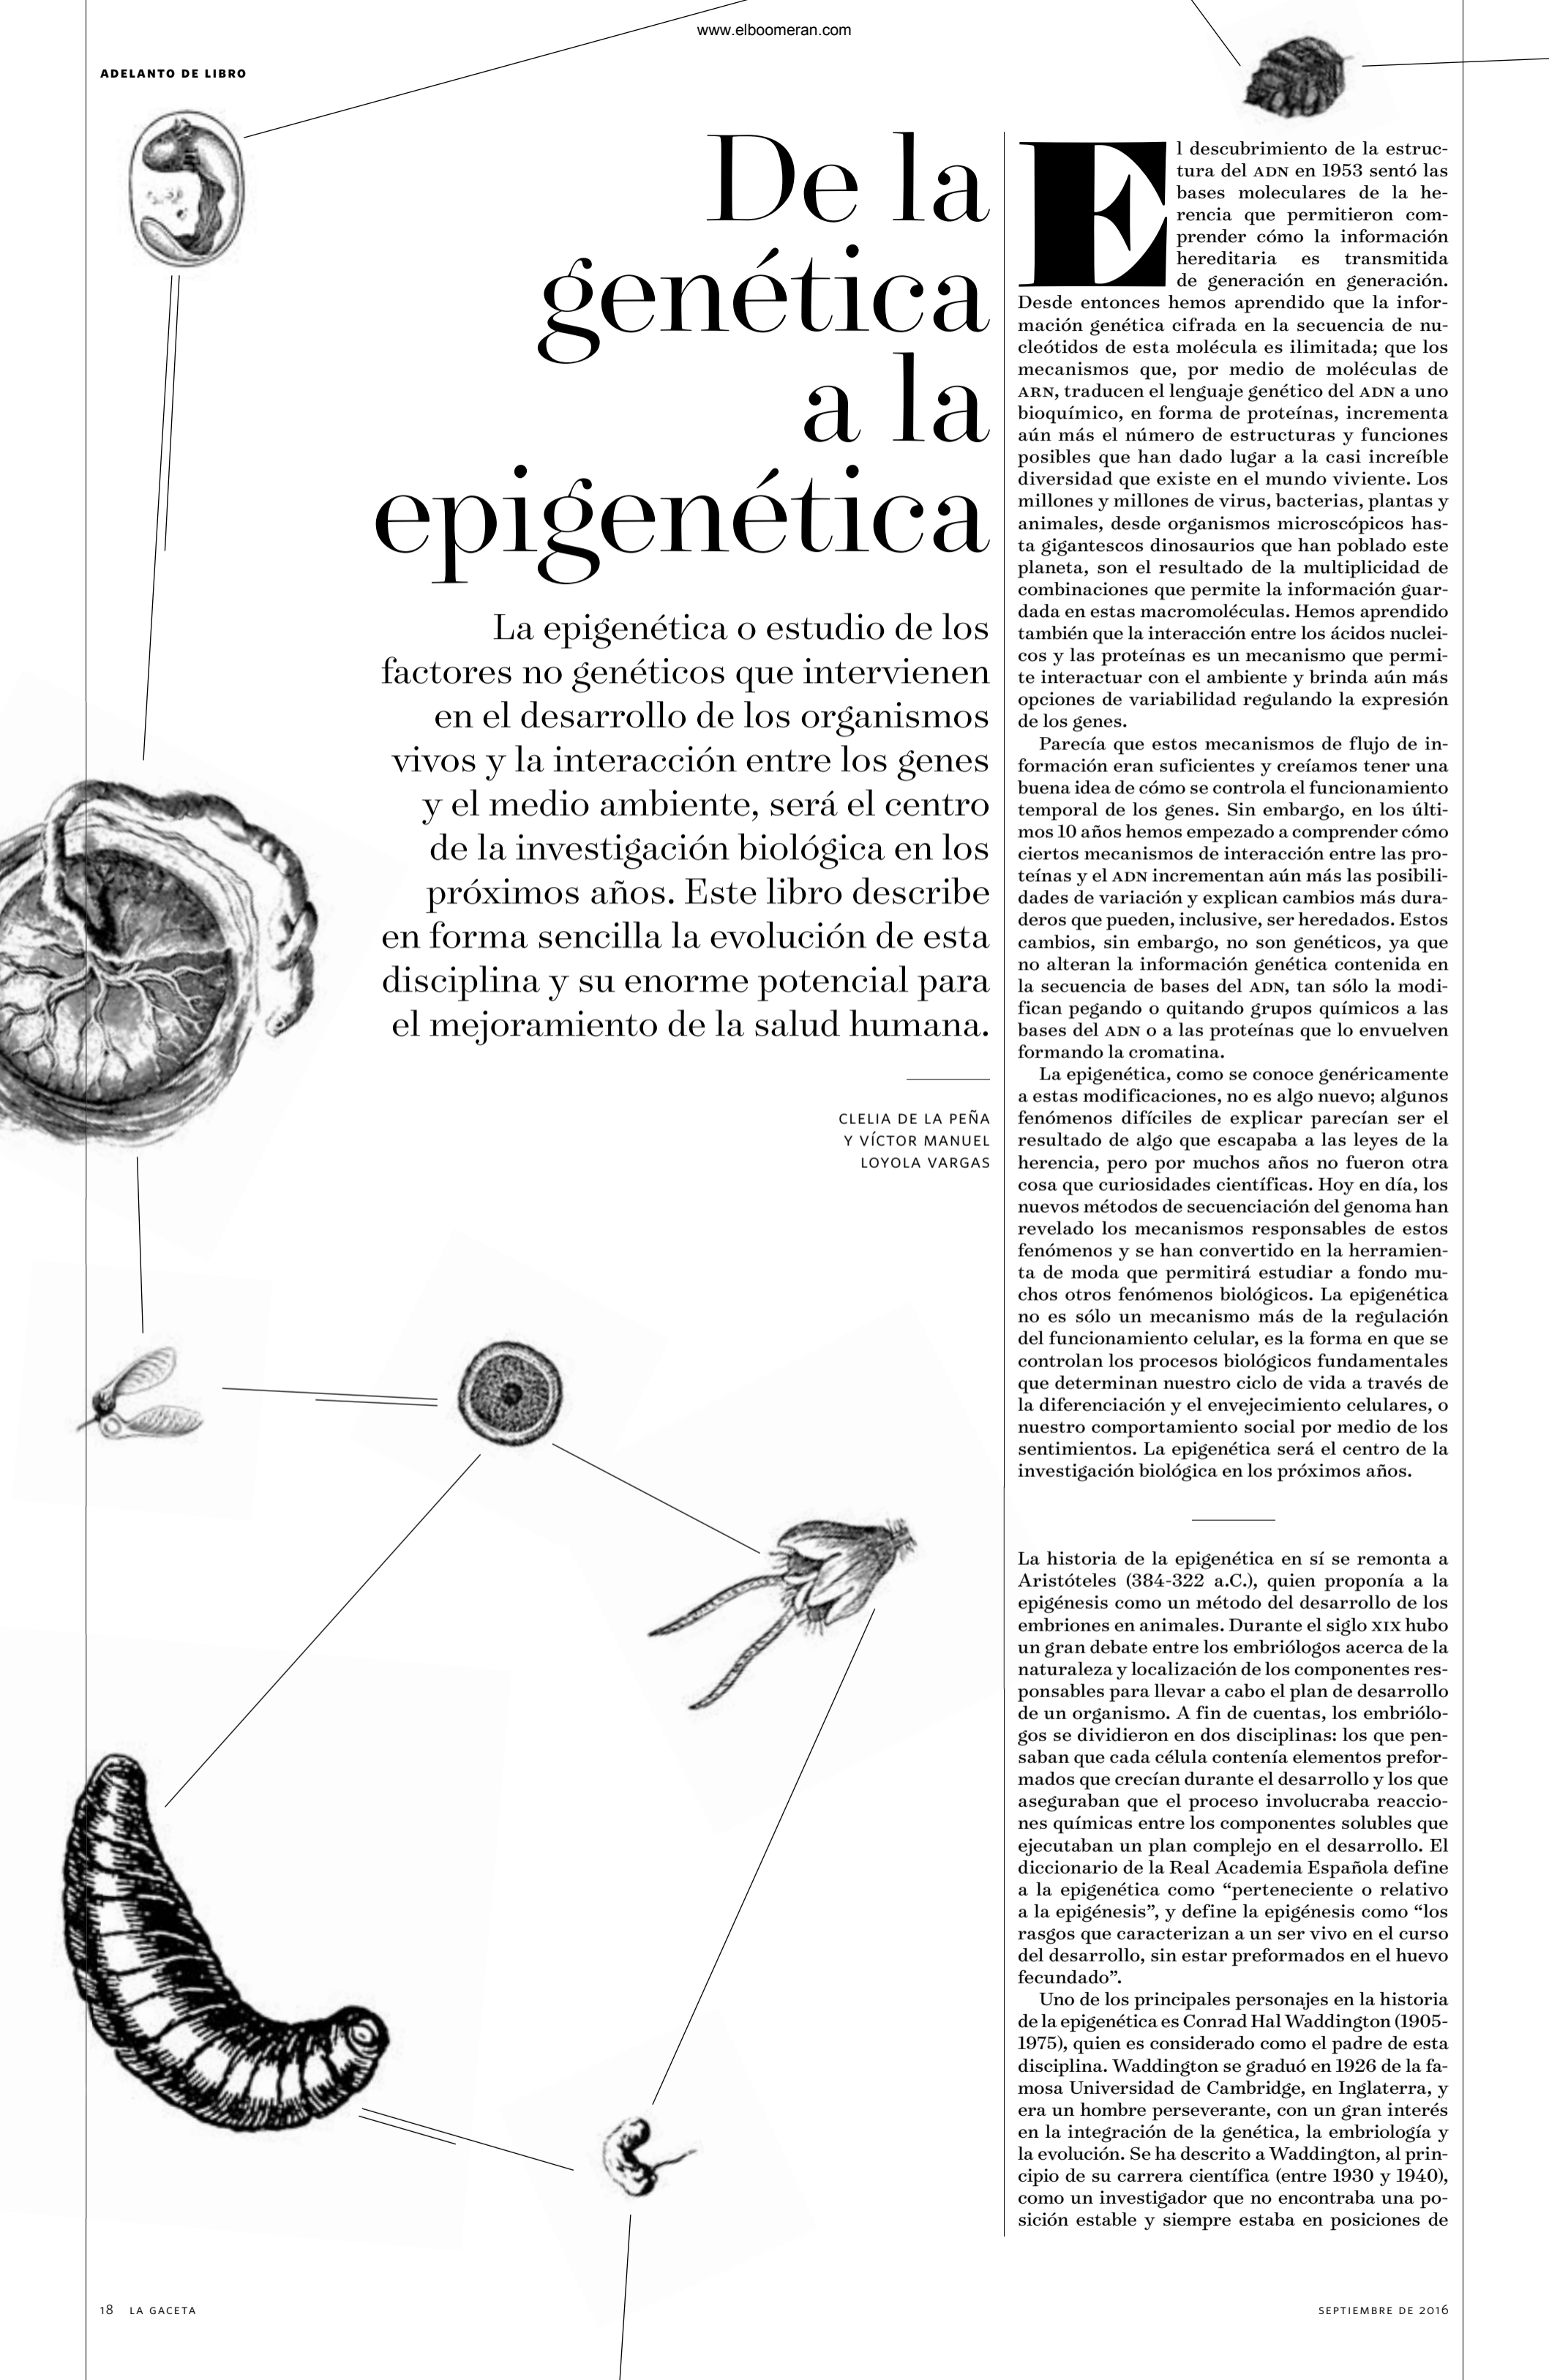 www.elboomeran.com
ADELANTO DE LIBRO
De la
genética
a la
epigenética
La epigenética o estudio de los
factores no genéticos que intervienen
en el desarrollo de los organismos
vivos y la interacción entre los genes
y el medio ambiente, será el centro
de la investigación biológica en los
próximos años. Este libro describe
en forma sencilla la evolución de esta
disciplina y su enorme potencial para
el mejoramiento de la salud humana.
CLELIA DE LA PEÑA
Y VÍCTOR MANUEL
LOYOLA VARGAS
El descubrimiento de la estruc-
tura del ADN en 1953 sentó las
bases moleculares de la he-
rencia que permitieron com-
prender cómo la información
hereditaria es transmitida
de generación en generación.
Desde entonces hemos aprendido que la infor-
mación genética cifrada en la secuencia de nu-
cleótidos de esta molécula es ilimitada; que los
mecanismos que, por medio de moléculas de
ARN, traducen el lenguaje genético del ADN a uno
bioquímico, en forma de proteínas, incrementa
aún más el número de estructuras y funciones
posibles que han dado lugar a la casi increíble
diversidad que existe en el mundo viviente. Los
millones y millones de virus, bacterias, plantas y
animales, desde organismos microscópicos has-
ta gigantescos dinosaurios que han poblado este
planeta, son el resultado de la multiplicidad de
combinaciones que permite la información guar-
dada en estas macromoléculas. Hemos aprendido
también que la interacción entre los ácidos nuclei-
cos y las proteínas es un mecanismo que permi-
te interactuar con el ambiente y brinda aún más
opciones de variabilidad regulando la expresión
de los genes.
Parecía que estos mecanismos de flujo de in-
formación eran suficientes y creíamos tener una
buena idea de cómo se controla el funcionamiento
temporal de los genes. Sin embargo, en los últi-
mos 10 años hemos empezado a comprender cómo
ciertos mecanismos de interacción entre las pro-
teínas y el ADN incrementan aún más las posibili-
dades de variación y explican cambios más dura-
deros que pueden, inclusive, ser heredados. Estos
cambios, sin embargo, no son genéticos, ya que
no alteran la información genética contenida en
la secuencia de bases del ADN, tan sólo la modi-
fican pegando o quitando grupos químicos a las
bases del ADN o a las proteínas que lo envuelven
formando la cromatina.
La epigenética, como se conoce genéricamente
a estas modificaciones, no es algo nuevo; algunos
fenómenos difíciles de explicar parecían ser el
resultado de algo que escapaba a las leyes de la
herencia, pero por muchos años no fueron otra
cosa que curiosidades científicas. Hoy en día, los
nuevos métodos de secuenciación del genoma han
revelado los mecanismos responsables de estos
fenómenos y se han convertido en la herramien-
ta de moda que permitirá estudiar a fondo mu-
chos otros fenómenos biológicos. La epigenética
no es sólo un mecanismo más de la regulación
del funcionamiento celular, es la forma en que se
controlan los procesos biológicos fundamentales
que determinan nuestro ciclo de vida a través de
la diferenciación y el envejecimiento celulares, o
nuestro comportamiento social por medio de los
sentimientos. La epigenética será el centro de la
investigación biológica en los próximos años.
La historia de la epigenética en sí se remonta a
Aristóteles (384-322 a.C.), quien proponía a la
epigénesis como un método del desarrollo de los
embriones en animales. Durante el siglo XIX hubo
un gran debate entre los embriólogos acerca de la
naturaleza y localización de los componentes res-
ponsables para llevar a cabo el plan de desarrollo
de un organismo. A fin de cuentas, los embriólo-
gos se dividieron en dos disciplinas: los que pen-
saban que cada célula contenía elementos prefor-
mados que crecían durante el desarrollo y los que
aseguraban que el proceso involucraba reaccio-
nes químicas entre los componentes solubles que
ejecutaban un plan complejo en el desarrollo. El
diccionario de la Real Academia Española define
a la epigenética como “perteneciente o relativo
a la epigénesis”, y define la epigénesis como “los
rasgos que caracterizan a un ser vivo en el curso
del desarrollo, sin estar preformados en el huevo
fecundado”.
Uno de los principales personajes en la historia
de la epigenética es Conrad Hal Waddington (1905-
1975), quien es considerado como el padre de esta
disciplina. Waddington se graduó en 1926 de la fa-
mosa Universidad de Cambridge, en Inglaterra, y
era un hombre perseverante, con un gran interés
en la integración de la genética, la embriología y
la evolución. Se ha descrito a Waddington, al prin-
cipio de su carrera científica (entre 1930 y 1940),
como un investigador que no encontraba una po-
sición estable y siempre estaba en posiciones de
18 LA GACETA
SEPTIEMBRE DE 2016